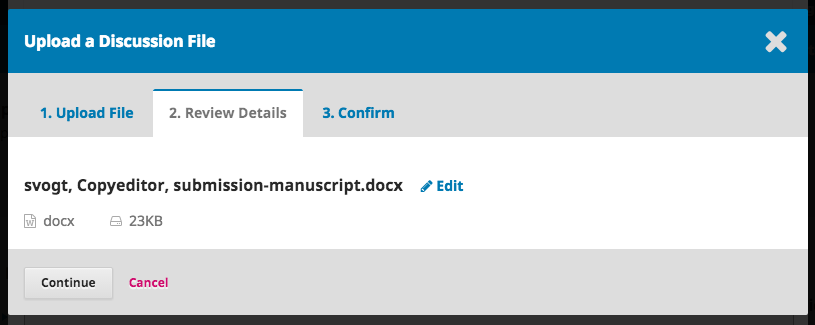 Upload a Discussion File
1. Upload File 2. Review Details 3. Confirm
svogt, Copyeditor, submission-manuscript.docx Edit
docx 23KB
Continue Cancel